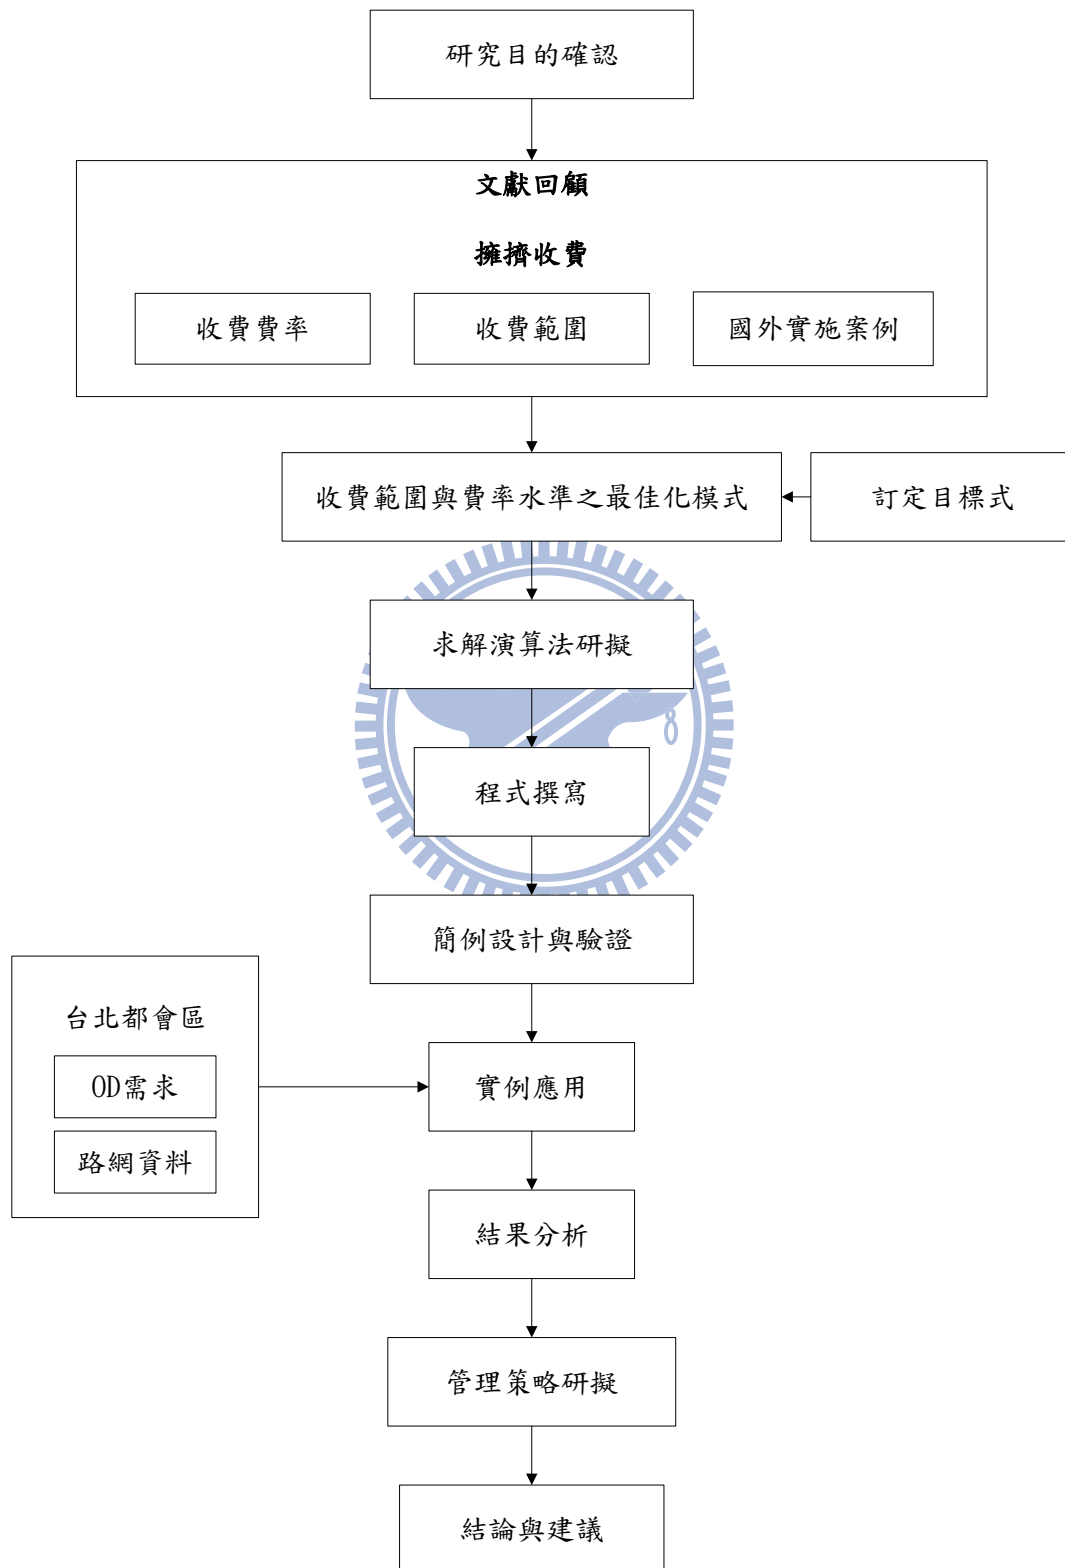 研究目的確認
文獻回顧
擁擠收費
收費費率
收費範圍
國外實施案例
收費範圍與費率水準之最佳化模式
訂定目標式
求解演算法研擬
程式撰寫
簡例設計與驗證
台北都會區
OD需求
路網資料
實例應用
結果分析
管理策略研擬
結論與建議